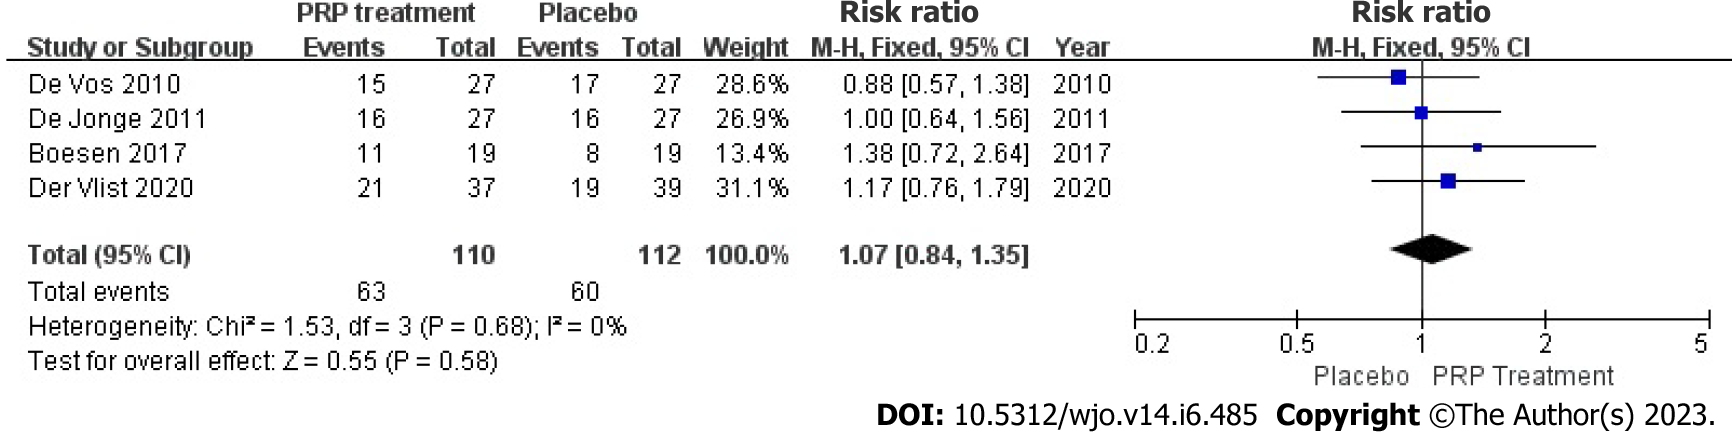 PRP treatment Placebo Risk ratio Risk ratio
Study or Subgroup Events Total Events Total Weight M-H, Fixed, 95% CI Year M-H, Fixed, 95% CI
De Vos 2010 15 27 17 27 28.6% 0.88 [0.57, 1.38] 2010
De Jonge 2011 16 27 16 27 26.9% 1.00 [0.64, 1.56] 2011
Boesen 2017 11 19 8 19 13.4% 1.38 [0.72, 2.64] 2017
Der Vlist 2020 21 37 19 39 31.1% 1.17 [0.76, 1.79] 2020
Total (95% CI) 110 112 100.0% 1.07 [0.84, 1.35]
Total events 63 60
Heterogeneity: Chi² = 1.53, df = 3 (P = 0.68); I² = 0%
Test for overall effect: Z = 0.55 (P = 0.58)
0.2 0.5 1 2 5
Placebo PRP Treatment
DOI: 10.5312/wjo.v14.i6.485 Copyright ©The Author(s) 2023.